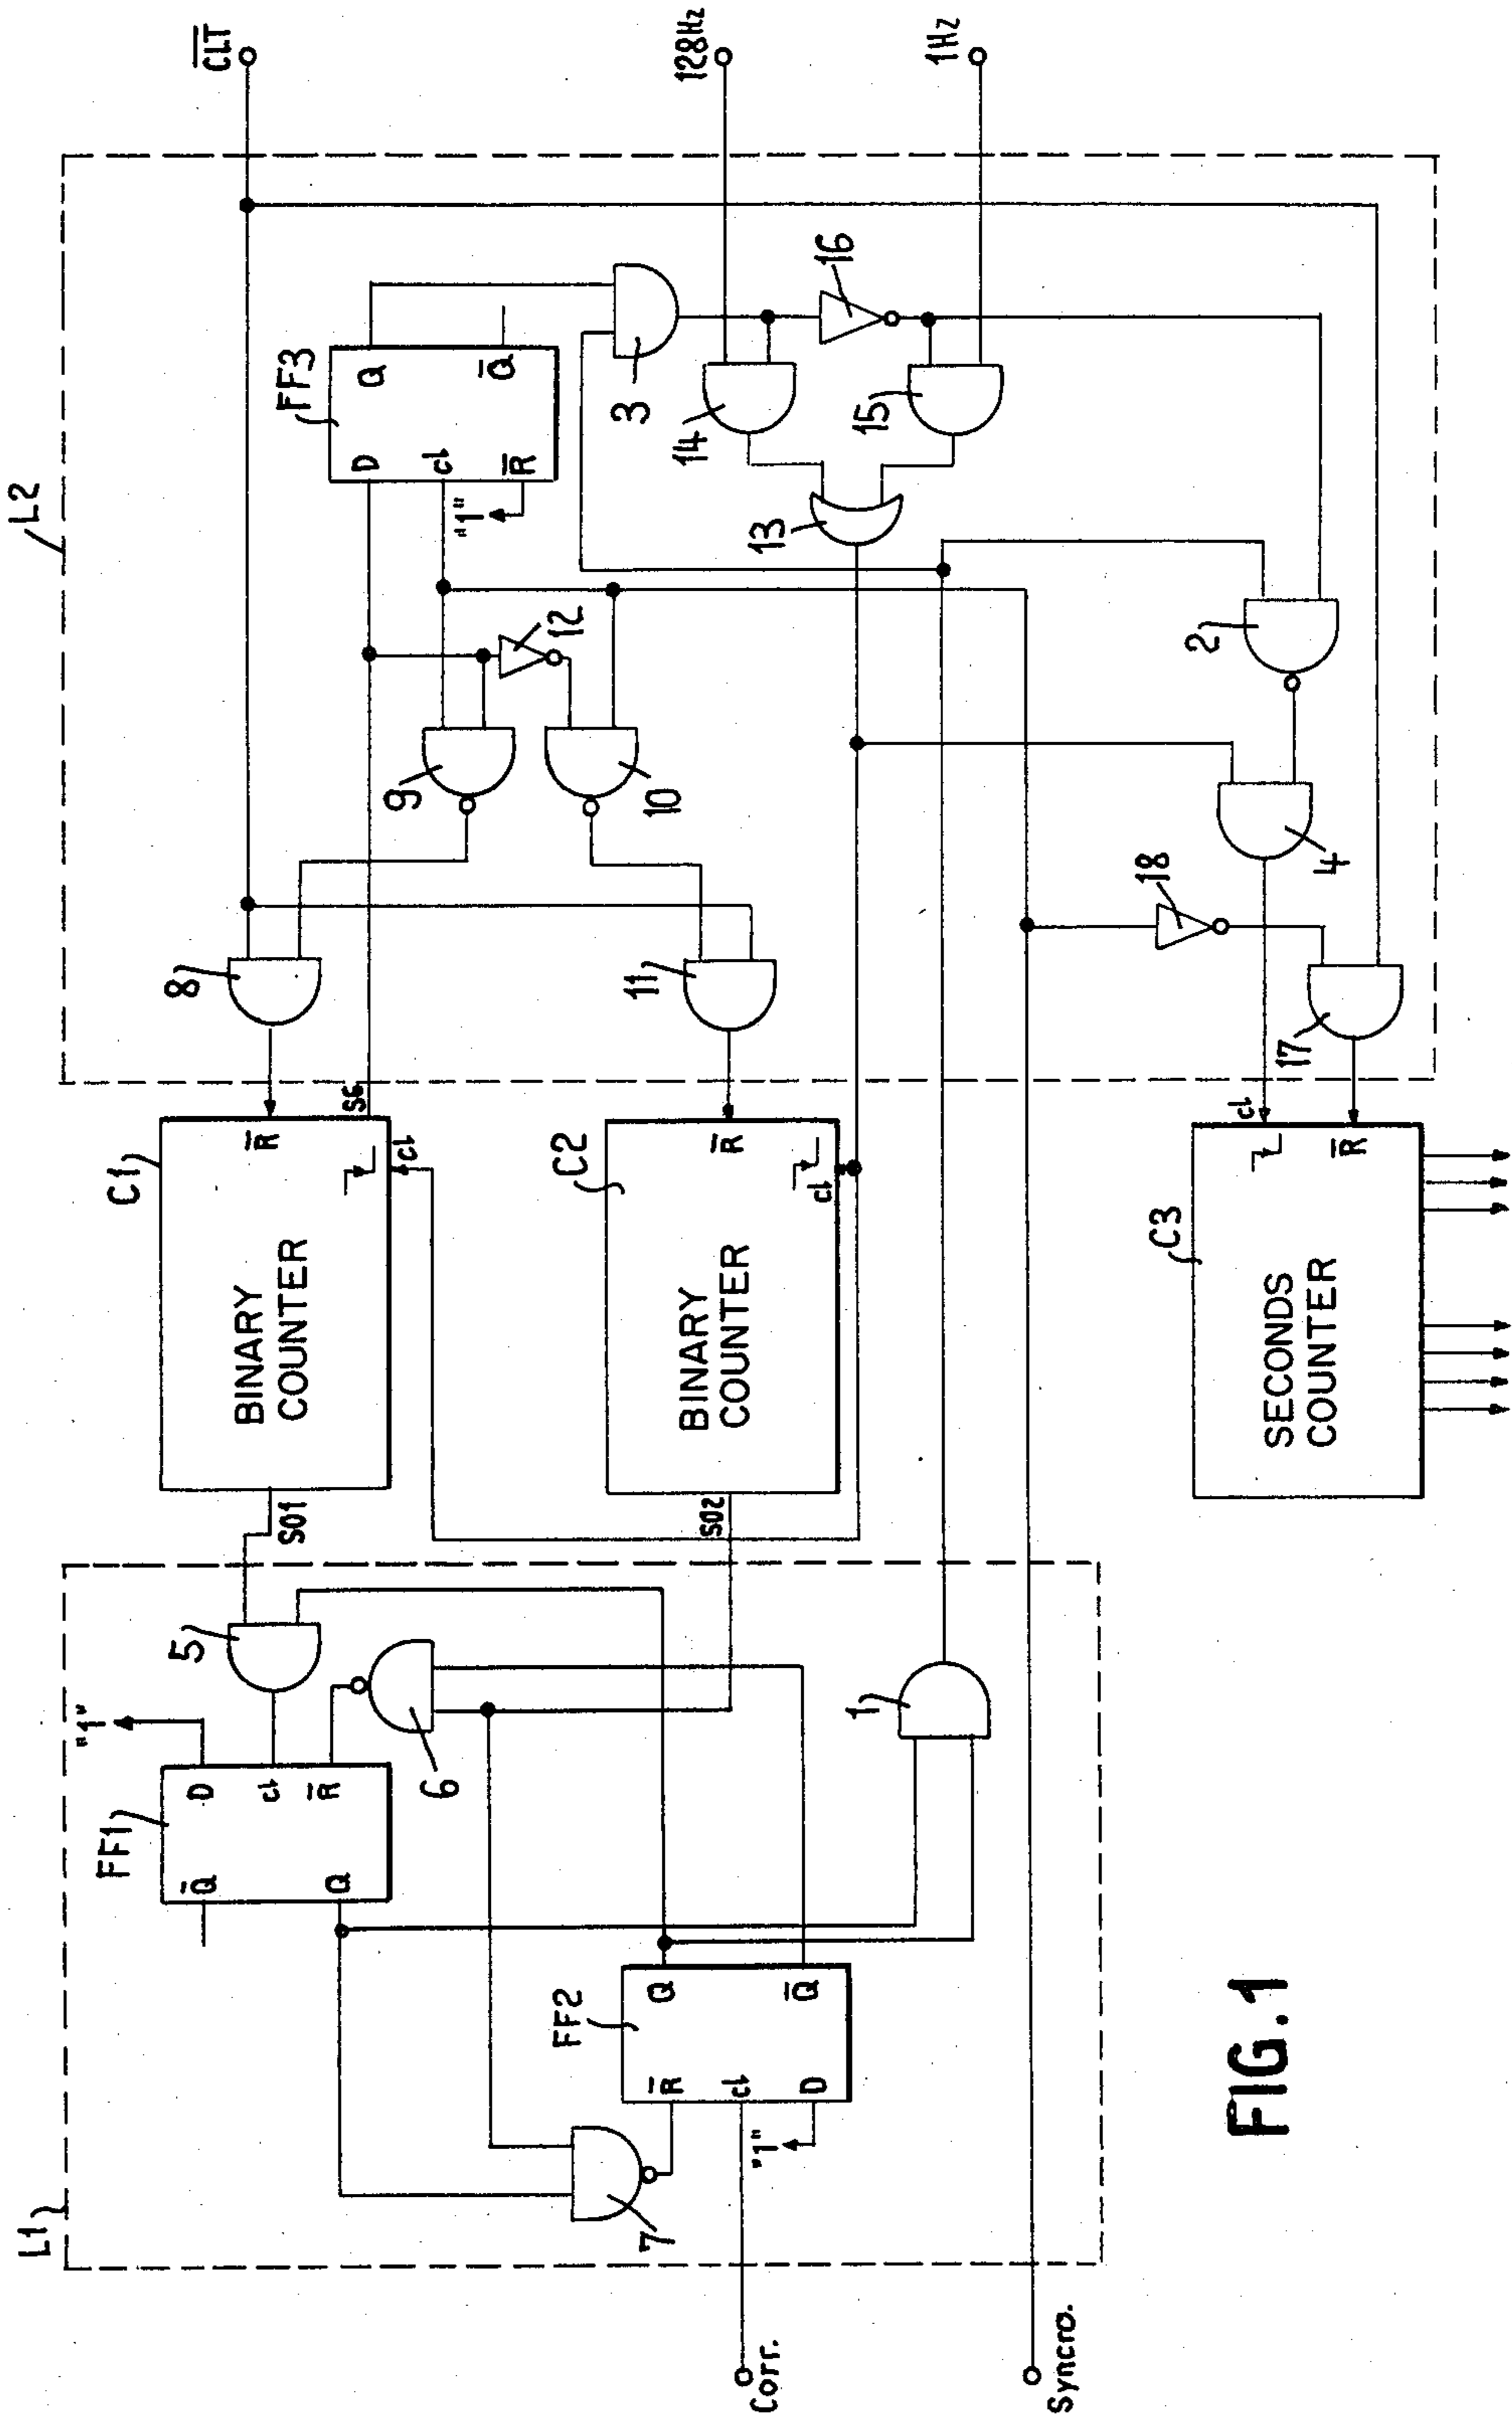 L2
CLT
128Hz
1Hz
FF3
D
Q
cl
Q
R
"1"
3
16
14
15
13
12
9
10
2
8
11
18
4
17
C1
R
S6
cl
BINARY
COUNTER
S01
C2
R
cl
BINARY
COUNTER
S02
C3
cl
R
SECONDS
COUNTER
L1
5
"1"
FF1
D
cl
R
Q
Q
6
1
FF2
Q
Q
R
cl
D
"1"
7
Corr.
Syncro.
FIG.1